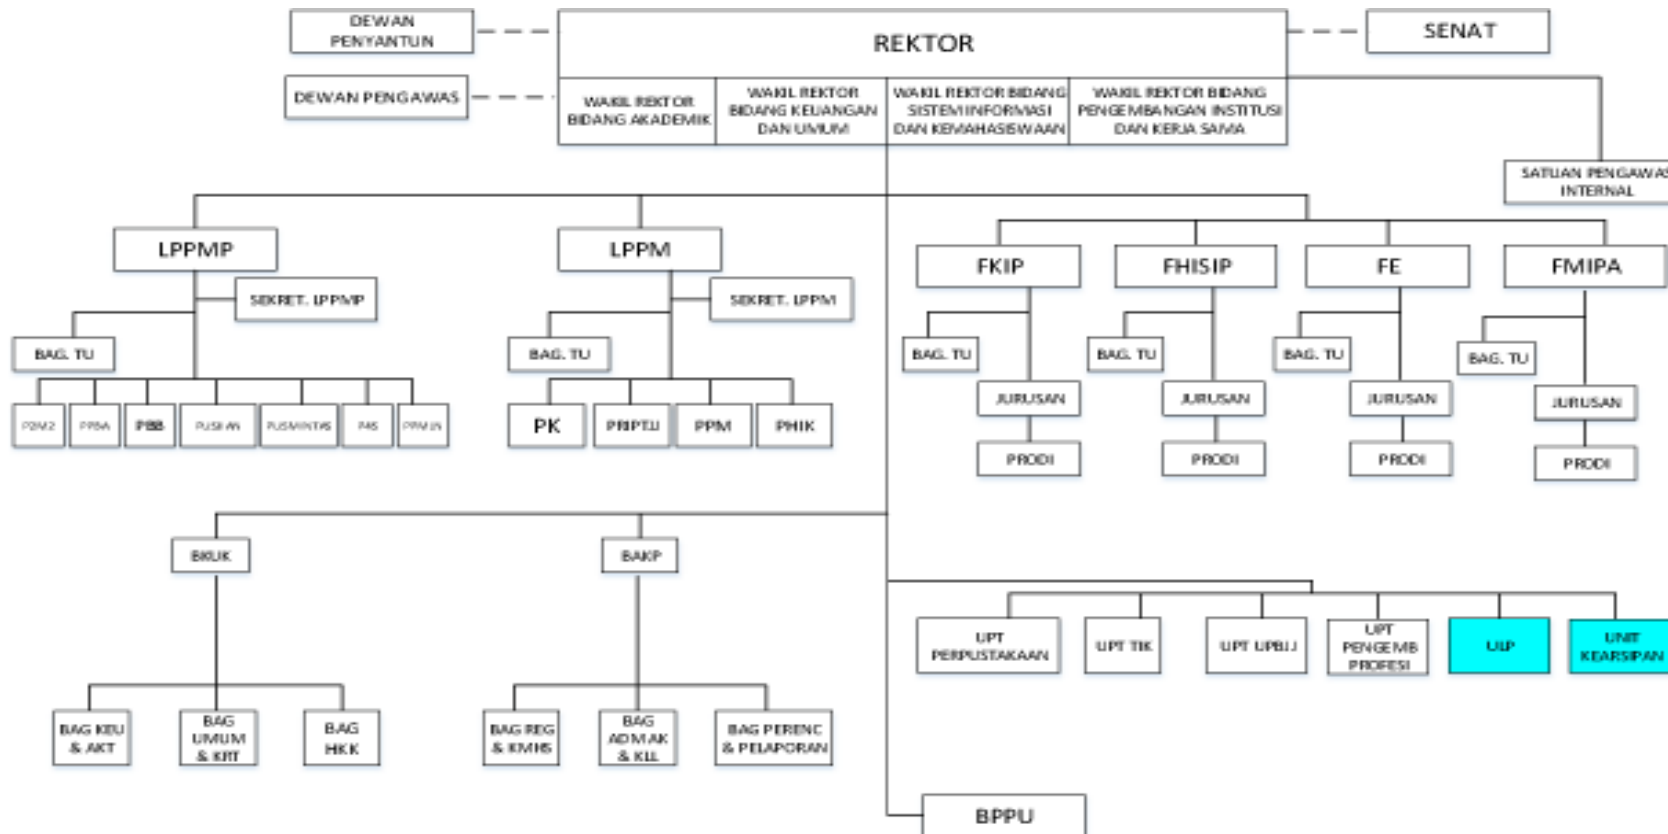 DEWAN
PENYANTUN
REKTOR
SENAT
DEWAN PENGAWAS
WAKIL REKTOR
BIDANG AKADEMIK
WAKIL REKTOR
BIDANG KEUANGAN
DAN UMUM
WAKIL REKTOR BIDANG
SISTEM INFORMASI
DAN KEMAHASISWAAN
WAKIL REKTOR BIDANG
PENGEMBANGAN INSTITUSI
DAN KERJA SAMA
SATUAN PENGAWAS
INTERNAL
LPPMP
LPPM
FKIP
FHISIP
FE
FMIPA
SEKRET. LPPMP
SEKRET. LPPM
BAG. TU
BAG. TU
BAG. TU
BAG. TU
BAG. TU
BAG. TU
JURUSAN
JURUSAN
JURUSAN
JURUSAN
P2M2
PPBA
PBB
PUSMINTAS
P4S
PK
PRIPTJJ
PPM
PHIK
PRODI
PRODI
PRODI
PRODI
BKUK
BAKP
UPT
PERPUSTAKAAN
UPT TIK
UPT UPBJJ
UPT
PENGEMB
PROFESI
ULP
UNIT
KEARSIPAN
BAG KEU
& AKT
BAG
UMUM
& KRT
BAG
HKK
BAG REG
& KMHS
BAG
ADMAK
& KLL
BAG PERENC
& PELAPORAN
BPPU